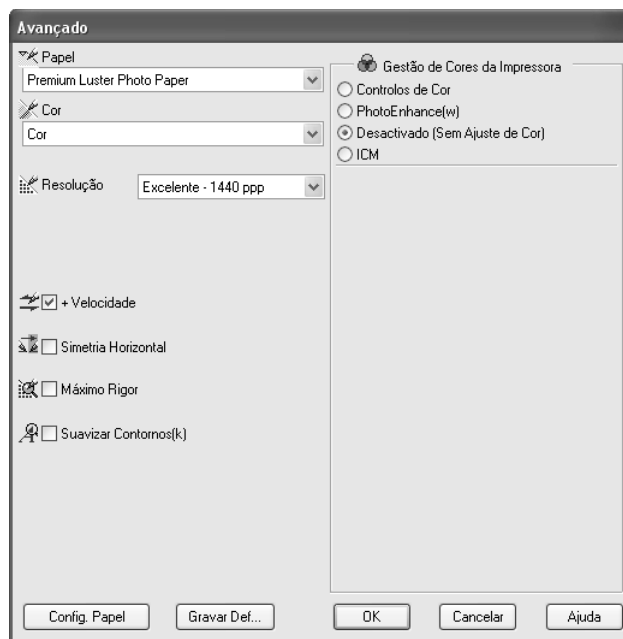 Avançado
Papel
Premium Luster Photo Paper
Cor
Cor
Resolução
Excelente - 1440 ppp
+ Velocidade
Simetria Horizontal
Máximo Rigor
Suavizar Contornos(k)
Gestão de Cores da Impressora
Controlos de Cor
PhotoEnhance(w)
Desactivado (Sem Ajuste de Cor)
ICM
Config. Papel
Gravar Def...
OK
Cancelar
Ajuda